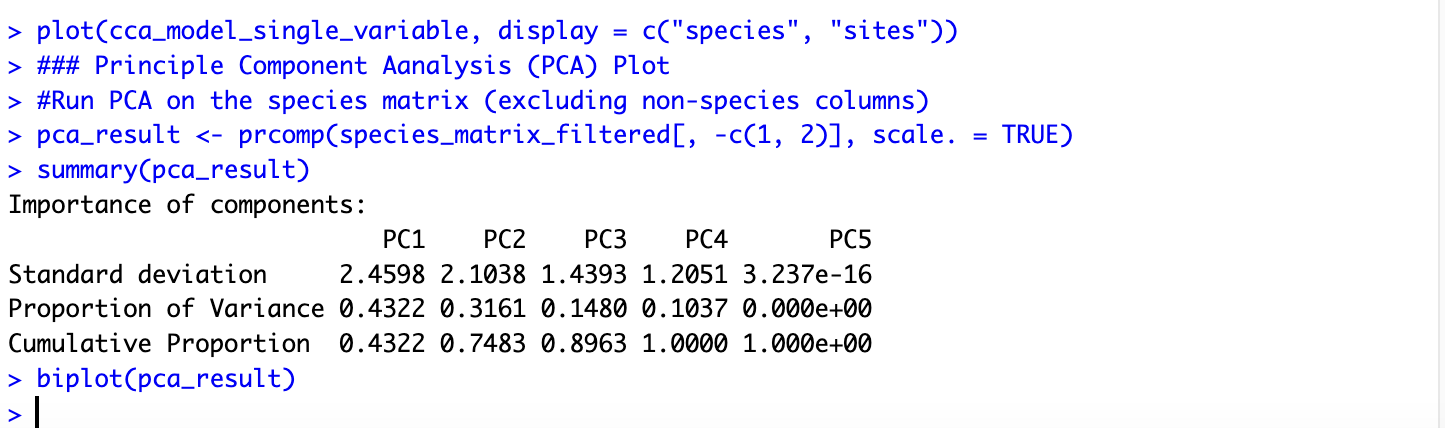 > plot(cca_model_single_variable, display = c("species", "sites"))
> ### Principle Component Aanalysis (PCA) Plot
> #Run PCA on the species matrix (excluding non-species columns)
> pca_result <- prcomp(species_matrix_filtered[, -c(1, 2)], scale. = TRUE)
> summary(pca_result)
Importance of components:
                          PC1    PC2    PC3    PC4       PC5
Standard deviation     2.4598 2.1038 1.4393 1.2051 3.237e-16
Proportion of Variance 0.4322 0.3161 0.1480 0.1037 0.000e+00
Cumulative Proportion  0.4322 0.7483 0.8963 1.0000 1.000e+00
> biplot(pca_result)
>